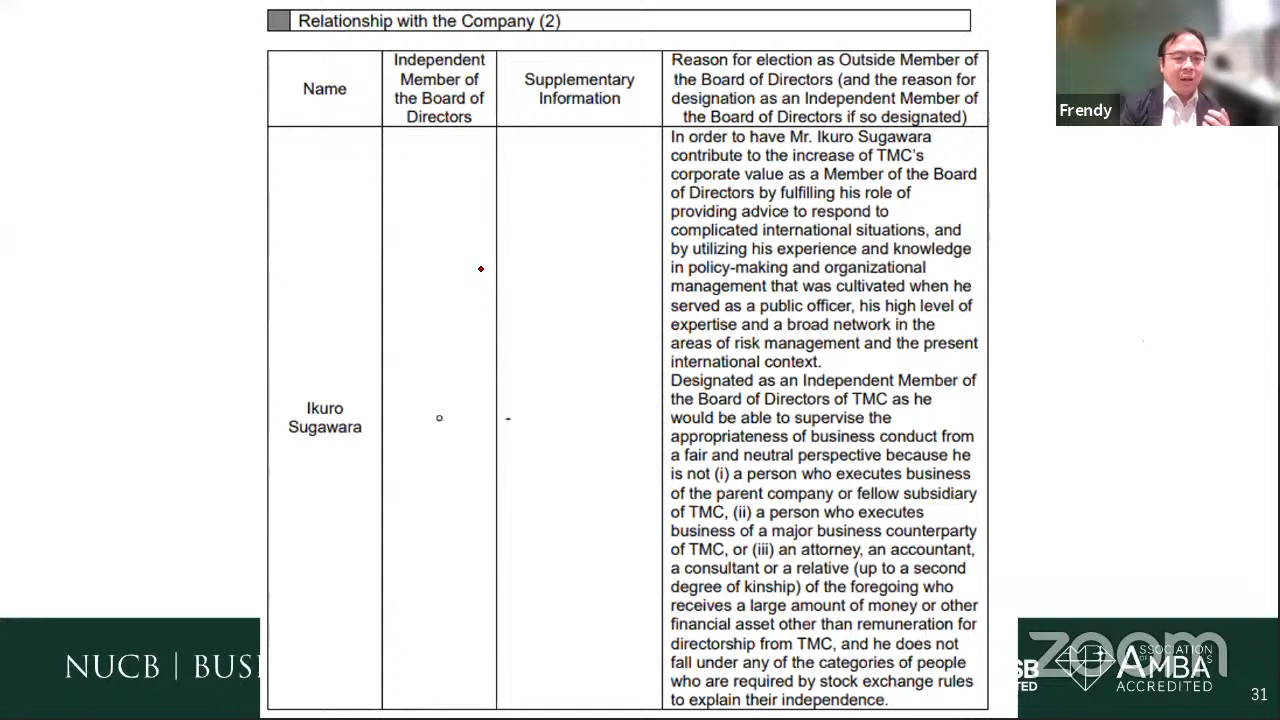 Relationship with the Company (2)
Name
Independent
Member of
the Board of
Directors
Supplementary
Information
Reason for election as Outside Member of
the Board of Directors (and the reason for
designation as an Independent Member of
the Board of Directors if so designated)
Ikuro
Sugawara
○
-
In order to have Mr. Ikuro Sugawara
contribute to the increase of TMC's
corporate value as a Member of the Board
of Directors by fulfilling his role of
providing advice to respond to
complicated international situations, and
by utilizing his experience and knowledge
in policy-making and organizational
management that was cultivated when he
served as a public officer, his high level of
expertise and a broad network in the
areas of risk management and the present
international context.
Designated as an Independent Member of
the Board of Directors of TMC as he
would be able to supervise the
appropriateness of business conduct from
a fair and neutral perspective because he
is not (i) a person who executes business
of the parent company or fellow subsidiary
of TMC, (ii) a person who executes
business of a major business counterparty
of TMC, or (iii) an attorney, an accountant,
a consultant or a relative (up to a second
degree of kinship) of the foregoing who
receives a large amount of money or other
financial asset other than remuneration for
directorship from TMC, and he does not
fall under any of the categories of people
who are required by stock exchange rules
to explain their independence.
Frendy
NUCB | BUSI
zoom
AMBA
ACCREDITED
31